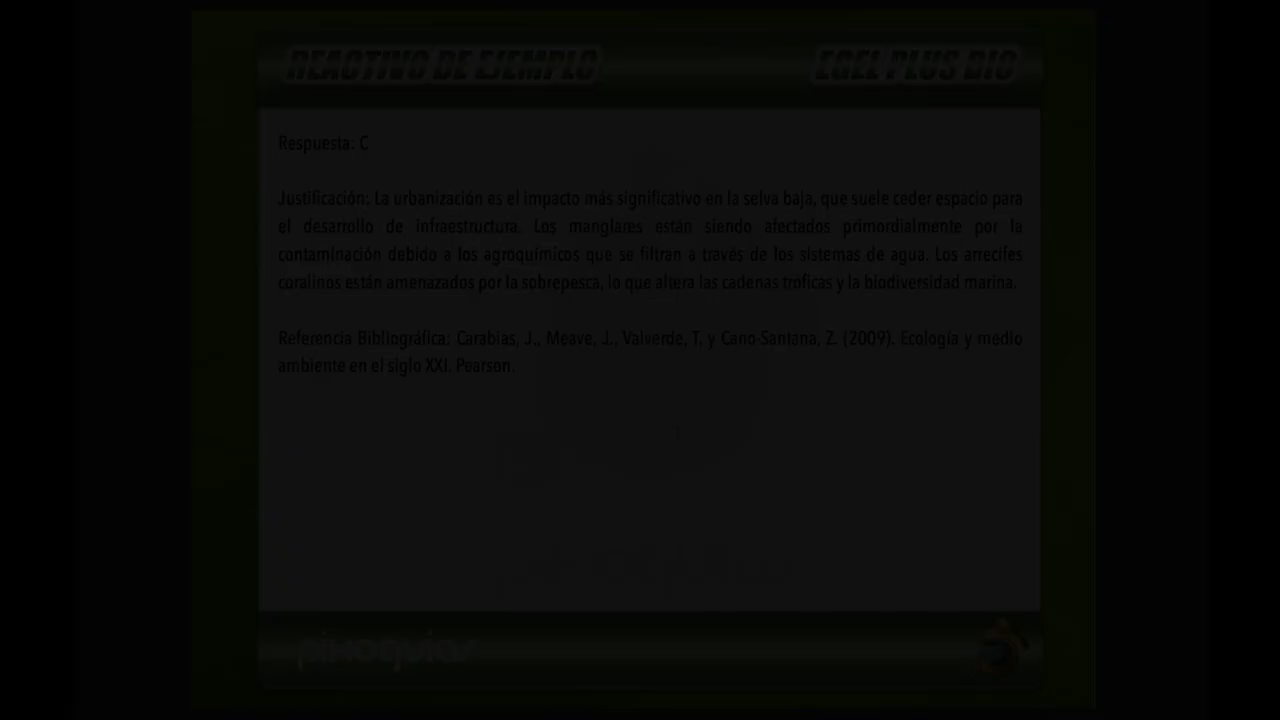 REACTIVO DE EJEMPLO
EGEL PLUS BIO
Respuesta: C
Justificación: La urbanización es el impacto más significativo en la selva baja, que suele ceder espacio para
el desarrollo de infraestructura. Los manglares están siendo afectados primordialmente por la
contaminación debido a los agroquímicos que se filtran a través de los sistemas de agua. Los arrecifes
coralinos están amenazados por la sobrepesca, lo que altera las cadenas tróficas y la biodiversidad marina.
Referencia Bibliográfica: Carabias, J., Meave, J., Valverde, T. y Cano-Santana, Z. (2009). Ecología y medio
ambiente en el siglo XXI. Pearson.
pixoguías